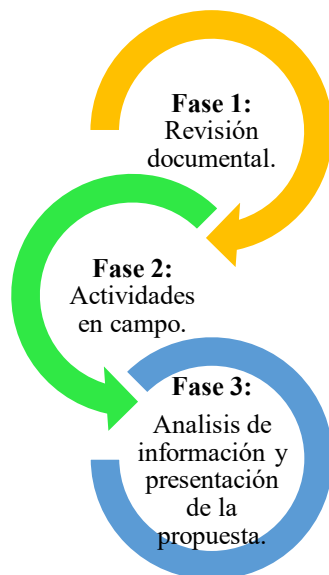 Fase 1:
Revisión
documental.
Fase 2:
Actividades
en campo.
Fase 3:
Analisis de
información y
presentación
de la
propuesta.